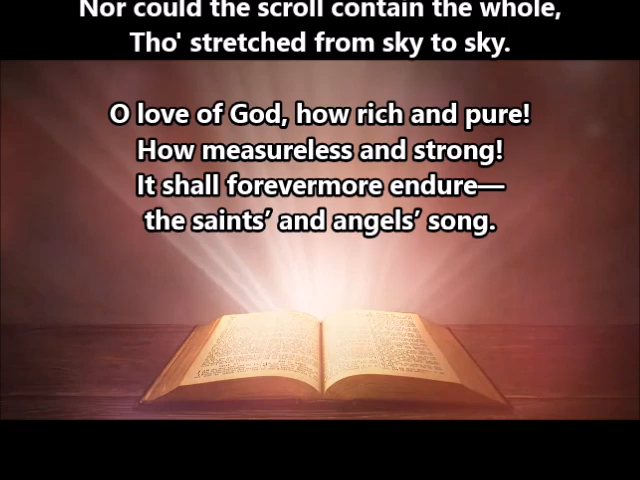 Nor could the scroll contain the whole,
Tho' stretched from sky to sky.
O love of God, how rich and pure!
How measureless and strong!
It shall forevermore endure—
the saints’ and angels’ song.